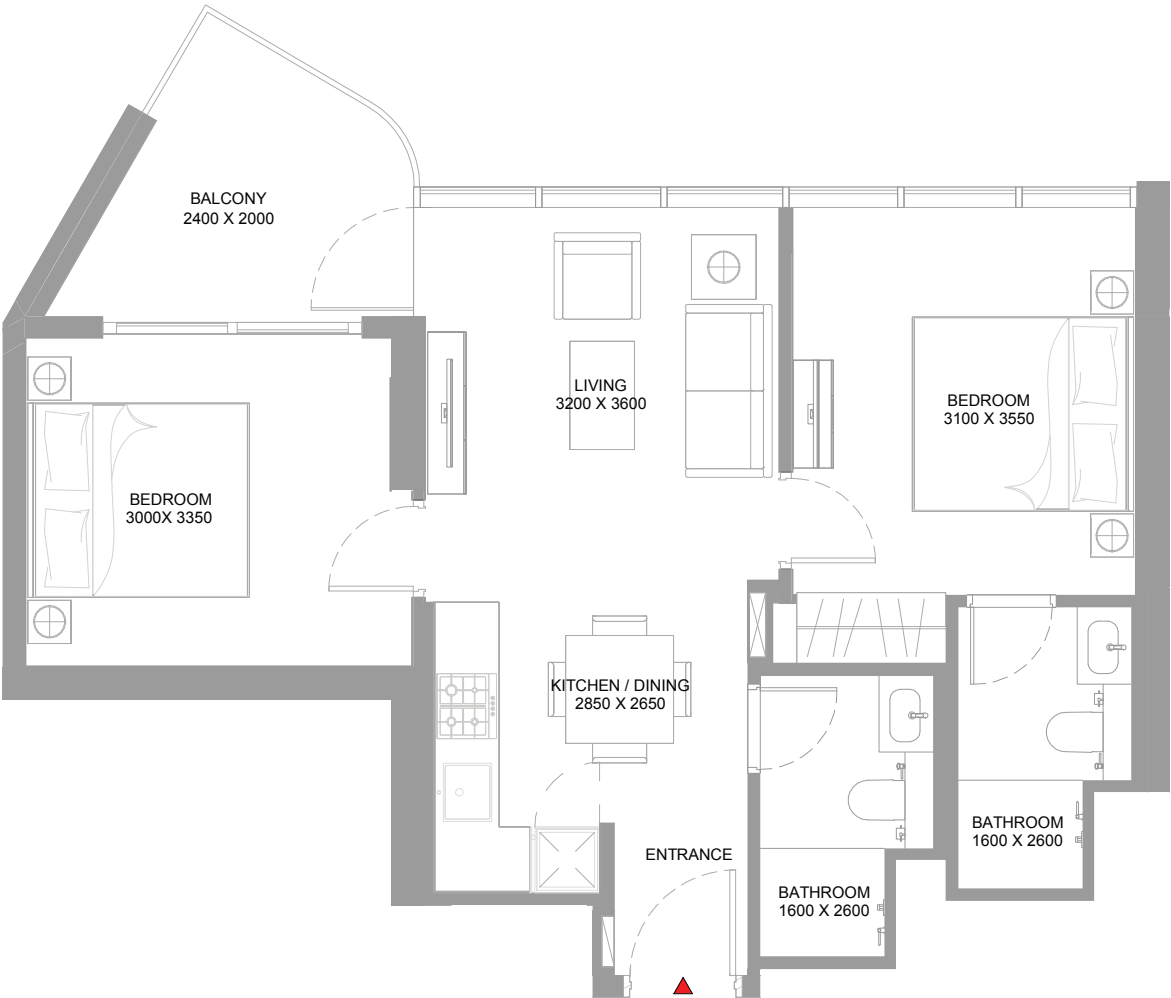 BALCONY
2400 X 2000
LIVING
3200 X 3600
BEDROOM
3100 X 3550
BEDROOM
3000X 3350
KITCHEN / DINING
2850 X 2650
ENTRANCE
BATHROOM
1600 X 2600
BATHROOM
1600 X 2600